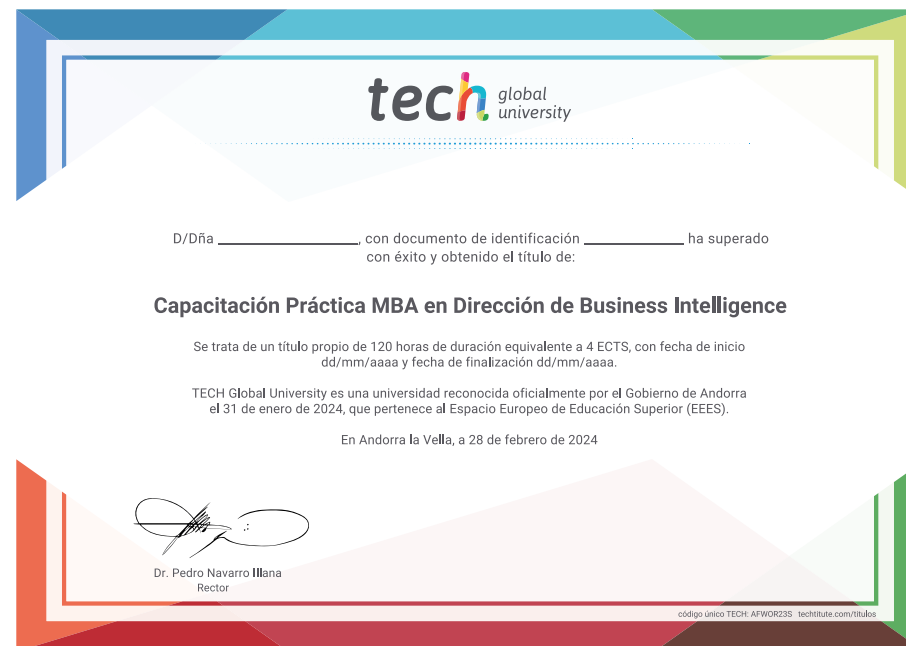 tech global university
D/Dña ____________________, con documento de identificación ______________ ha superado
con éxito y obtenido el título de:
Capacitación Práctica MBA en Dirección de Business Intelligence
Se trata de un título propio de 120 horas de duración equivalente a 4 ECTS, con fecha de inicio
dd/mm/aaaa y fecha de finalización dd/mm/aaaa.
TECH Global University es una universidad reconocida oficialmente por el Gobierno de Andorra
el 31 de enero de 2024, que pertenece al Espacio Europeo de Educación Superior (EEES).
En Andorra la Vella, a 28 de febrero de 2024
Dr. Pedro Navarro Illana
Rector
código único TECH: AFWOR23S techtitute.com/titulos